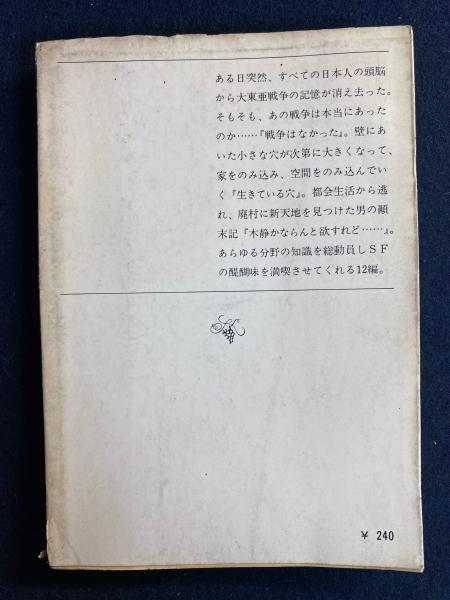 ある日突然、すべての日本人の頭脳
から大東亜戦争の記憶が消え去った。
そもそも、あの戦争は本当にあった
のか……『戦争はなかった』。壁にあ
いた小さな穴が次第に大きくなって、
家をのみ込み、空間をのみ込んでい
く『生きている穴』。都会生活から逃
れ、廃村に新天地を見つけた男の顚
末記『木静かならんと欲すれど……』。
あらゆる分野の知識を総動員しSF
の醍醐味を満喫させてくれる12編。
¥ 240